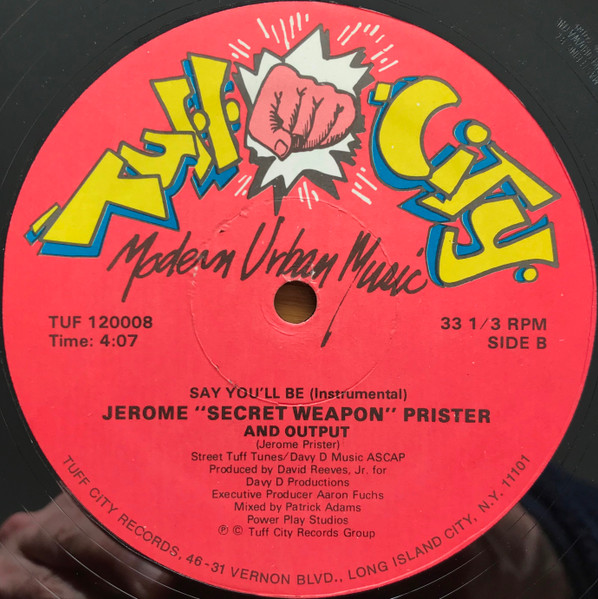 Tuff City
Modern Urban Music
TUF 120008
Time: 4:07
33 1/3 RPM
SIDE B
SAY YOU'LL BE (Instrumental)
JEROME "SECRET WEAPON" PRISTER
AND OUTPUT
(Jerome Prister)
Street Tuff Tunes/Davy D Music ASCAP
Produced by David Reeves, Jr. for
Davy D Productions
Executive Producer Aaron Fuchs
Mixed by Patrick Adams
Power Play Studios
℗ © Tuff City Records Group
TUFF CITY RECORDS, 46-31 VERNON BLVD., LONG ISLAND CITY, N.Y. 11101